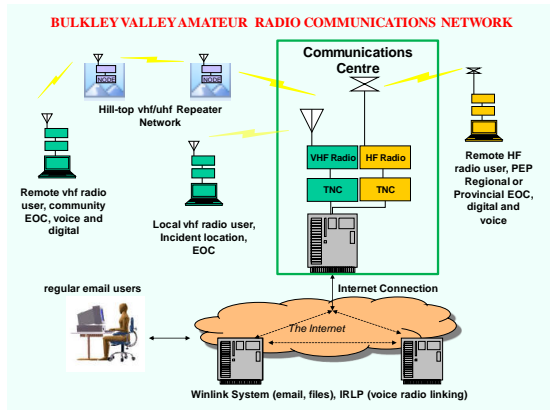 BULKLEY VALLEY AMATEUR RADIO COMMUNICATIONS NETWORK
Communications
Centre
NODE
NODE
Hill-top vhf/uhf Repeater
Network
VHF Radio
HF Radio
TNC
TNC
Remote vhf radio
user, community
EOC, voice and
digital
Local vhf radio user,
Incident location,
EOC
Remote HF
radio user, PEP
Regional or
Provincial EOC,
digital and
voice
regular email users
Internet Connection
The Internet
Winlink System (email, files), IRLP (voice radio linking)